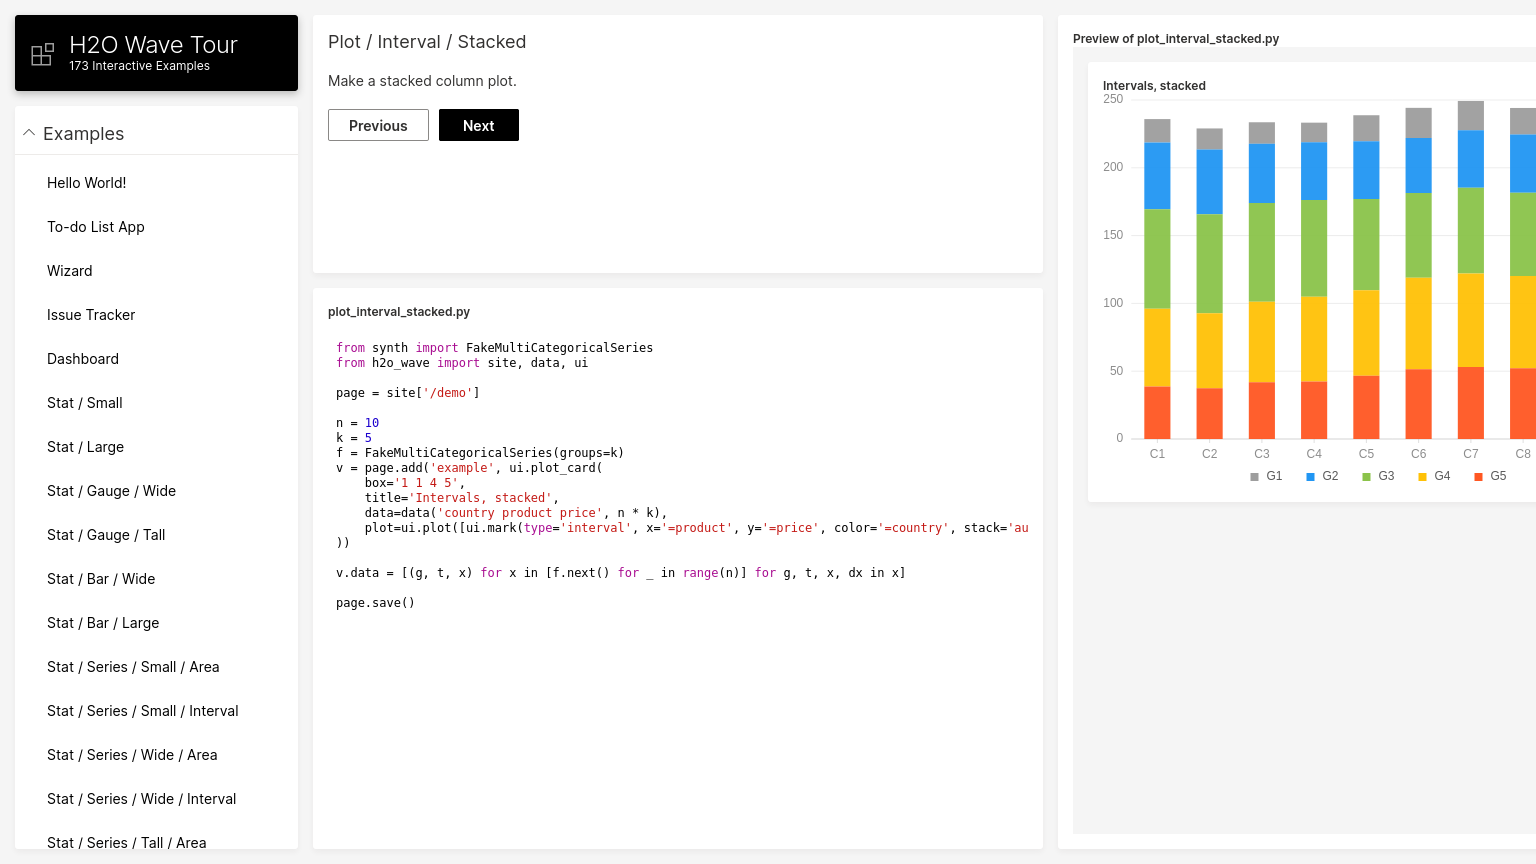 H2O Wave Tour
173 Interactive Examples
Examples
Hello World!
To-do List App
Wizard
Issue Tracker
Dashboard
Stat / Small
Stat / Large
Stat / Gauge / Wide
Stat / Gauge / Tall
Stat / Bar / Wide
Stat / Bar / Large
Stat / Series / Small / Area
Stat / Series / Small / Interval
Stat / Series / Wide / Area
Stat / Series / Wide / Interval
Stat / Series / Tall / Area
Plot / Interval / Stacked
Make a stacked column plot.
Previous
Next
plot_interval_stacked.py
from synth import FakeMultiCategoricalSeries
from h2o_wave import site, data, ui
page = site['/demo']
n = 10
k = 5
f = FakeMultiCategoricalSeries(groups=k)
v = page.add('example', ui.plot_card(
    box='1 1 4 5',
    title='Intervals, stacked',
    data=data('country product price', n * k),
    plot=ui.plot([ui.mark(type='interval', x='=product', y='=price', color='=country', stack='au
))
v.data = [(g, t, x) for x in [f.next() for _ in range(n)] for g, t, x, dx in x]
page.save()
Preview of plot_interval_stacked.py
Intervals, stacked
250
200
150
100
50
0
C1 C2 C3 C4 C5 C6 C7 C8
G1 G2 G3 G4 G5